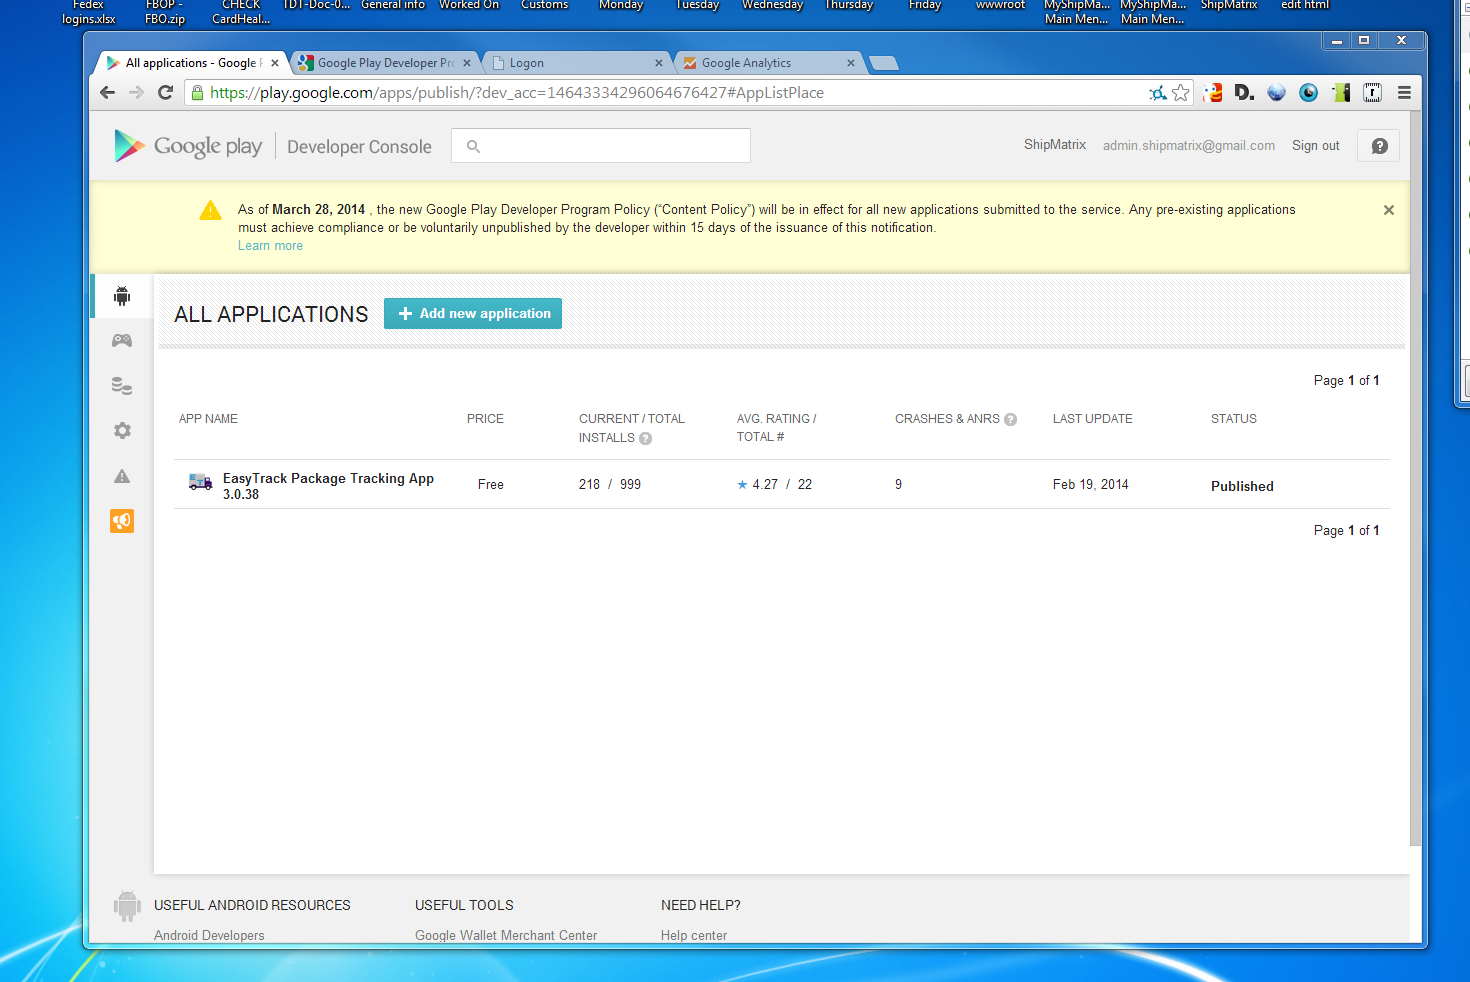 Fedex
logins.xlsx
FBOP -
FBO.zip
CHECK
CardHeal...
TDT-Doc-0...
General info
Worked On
Customs
Monday
Tuesday
Wednesday
Thursday
Friday
wwwroot
MyShipMa...
Main Men...
MyShipMa...
Main Men...
ShipMatrix
edit html
All applications - Google P
Google Play Developer Pro
Logon
Google Analytics
https://play.google.com/apps/publish/?dev_acc=14643334296064676427#AppListPlace
D.
Google play
Developer Console
ShipMatrix
admin.shipmatrix@gmail.com
Sign out
As of March 28, 2014 , the new Google Play Developer Program Policy (“Content Policy”) will be in effect for all new applications submitted to the service. Any pre-existing applications
must achieve compliance or be voluntarily unpublished by the developer within 15 days of the issuance of this notification.
Learn more
ALL APPLICATIONS
Add new application
Page 1 of 1
APP NAME
PRICE
CURRENT / TOTAL
INSTALLS
AVG. RATING /
TOTAL #
CRASHES & ANRS
LAST UPDATE
STATUS
EasyTrack Package Tracking App
3.0.38
Free
218 / 999
4.27 / 22
9
Feb 19, 2014
Published
Page 1 of 1
USEFUL ANDROID RESOURCES
USEFUL TOOLS
NEED HELP?
Android Developers
Google Wallet Merchant Center
Help center